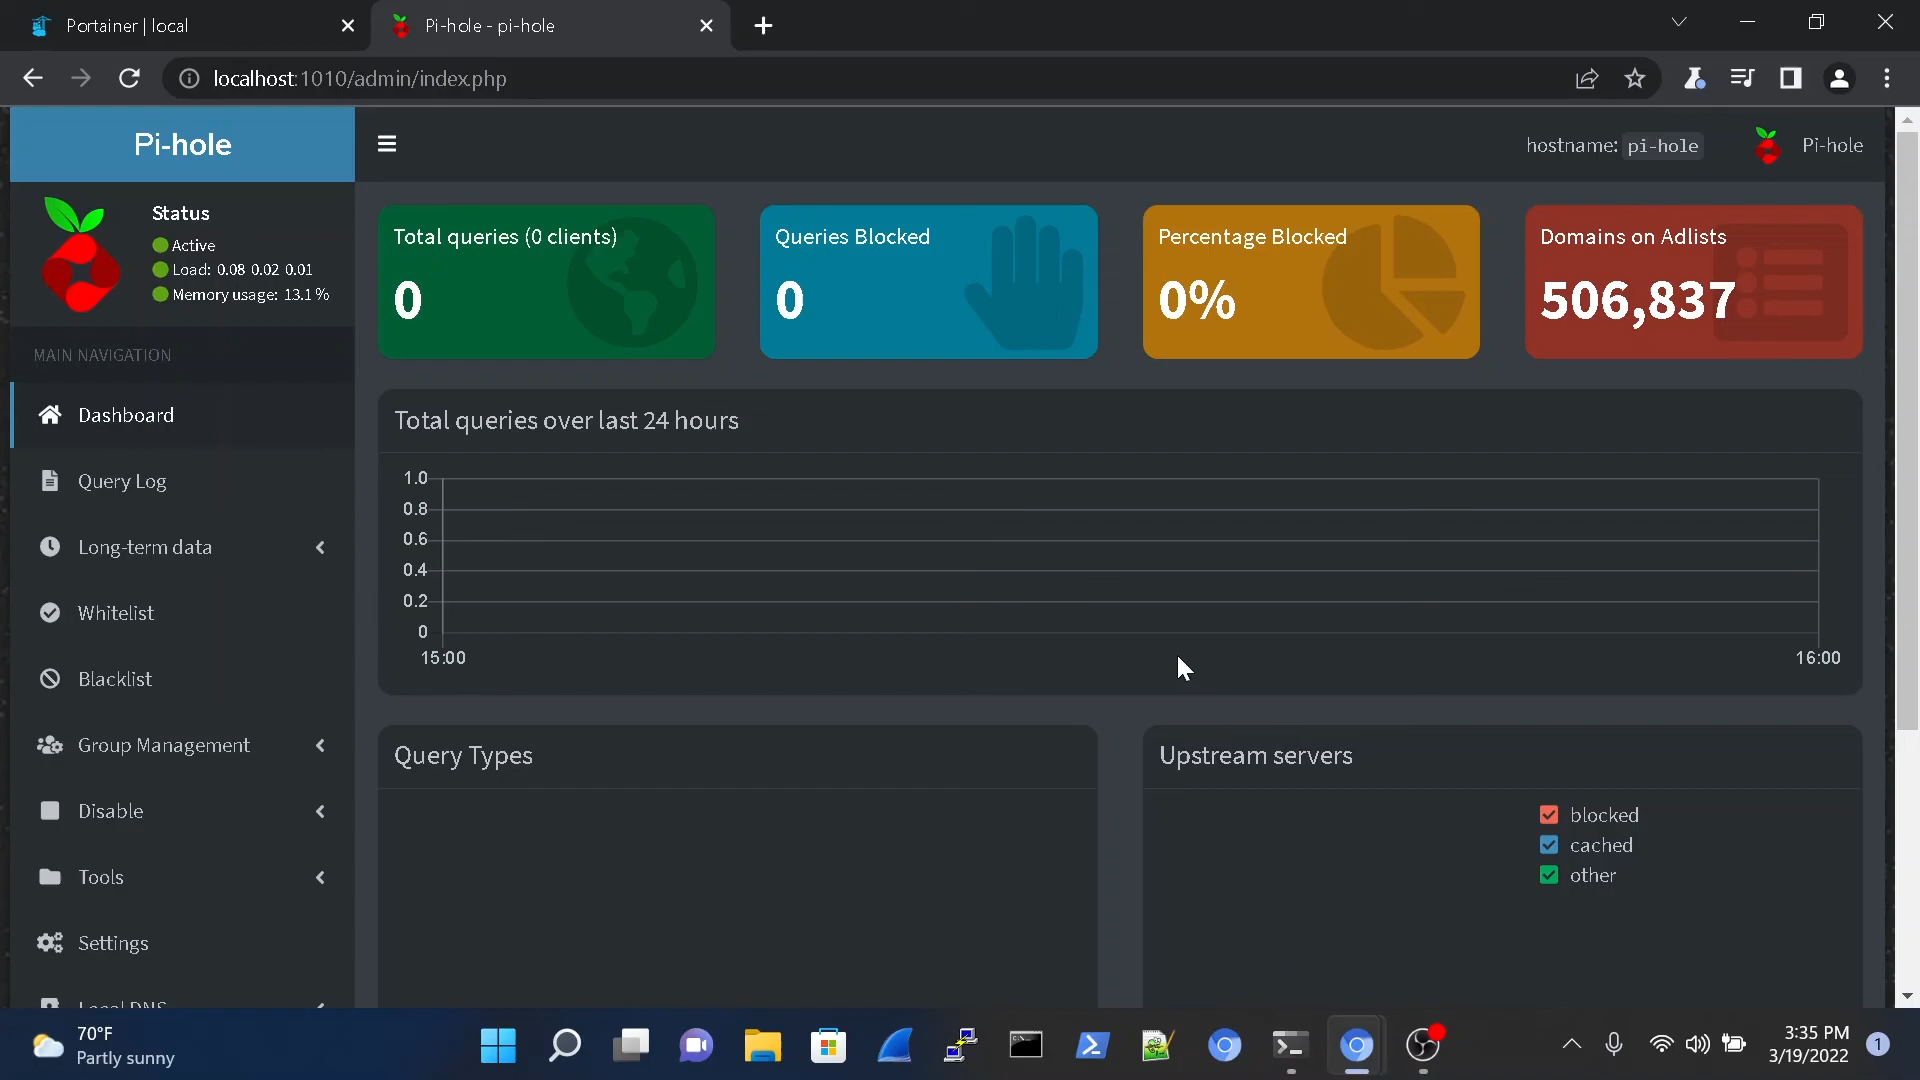 Portainer | local
Pi-hole - pi-hole
localhost:1010/admin/index.php
Pi-hole
hostname: pi-hole
Pi-hole
Status
Active
Load: 0.08 0.02 0.01
Memory usage: 13.1 %
MAIN NAVIGATION
Dashboard
Query Log
Long-term data
Whitelist
Blacklist
Group Management
Disable
Tools
Settings
Local DNS
Total queries (0 clients)
0
Queries Blocked
0
Percentage Blocked
0%
Domains on Adlists
506,837
Total queries over last 24 hours
1.0
0.8
0.6
0.4
0.2
0
15:00
16:00
Query Types
Upstream servers
blocked
cached
other
70°F
Partly sunny
3:35 PM
3/19/2022
1